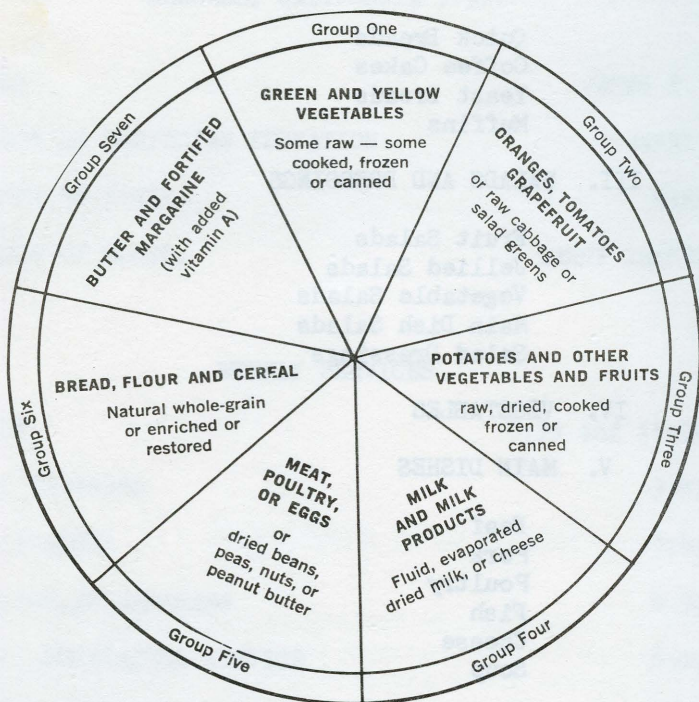 Group One
GREEN AND YELLOW
VEGETABLES
Some raw — some
cooked, frozen
or canned
Group Two
ORANGES, TOMATOES
GRAPEFRUIT
or raw cabbage or
salad greens
Group Three
POTATOES AND OTHER
VEGETABLES AND FRUITS
raw, dried, cooked
frozen or
canned
Group Four
MILK
AND MILK
PRODUCTS
Fluid, evaporated
dried milk, or cheese
Group Five
MEAT,
POULTRY,
OR EGGS
or
dried beans,
peas, nuts, or
peanut butter
Group Six
BREAD, FLOUR AND CEREAL
Natural whole-grain
or enriched or
restored
Group Seven
BUTTER AND FORTIFIED
MARGARINE
(with added
vitamin A)
Coffee Cakes
Muffins
Fruit Salads
Jellied Salads
Vegetable Salads
Main Dish Salads
V. MAIN DISHES
Poultry
Fish